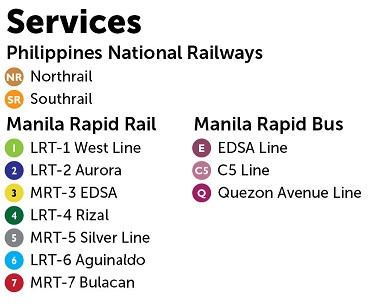 Services
Philippines National Railways
NR Northrail
SR Southrail
Manila Rapid Rail
1 LRT-1 West Line
2 LRT-2 Aurora
3 MRT-3 EDSA
4 LRT-4 Rizal
5 MRT-5 Silver Line
6 LRT-6 Aguinaldo
7 MRT-7 Bulacan
Manila Rapid Bus
E EDSA Line
C5 C5 Line
Q Quezon Avenue Line